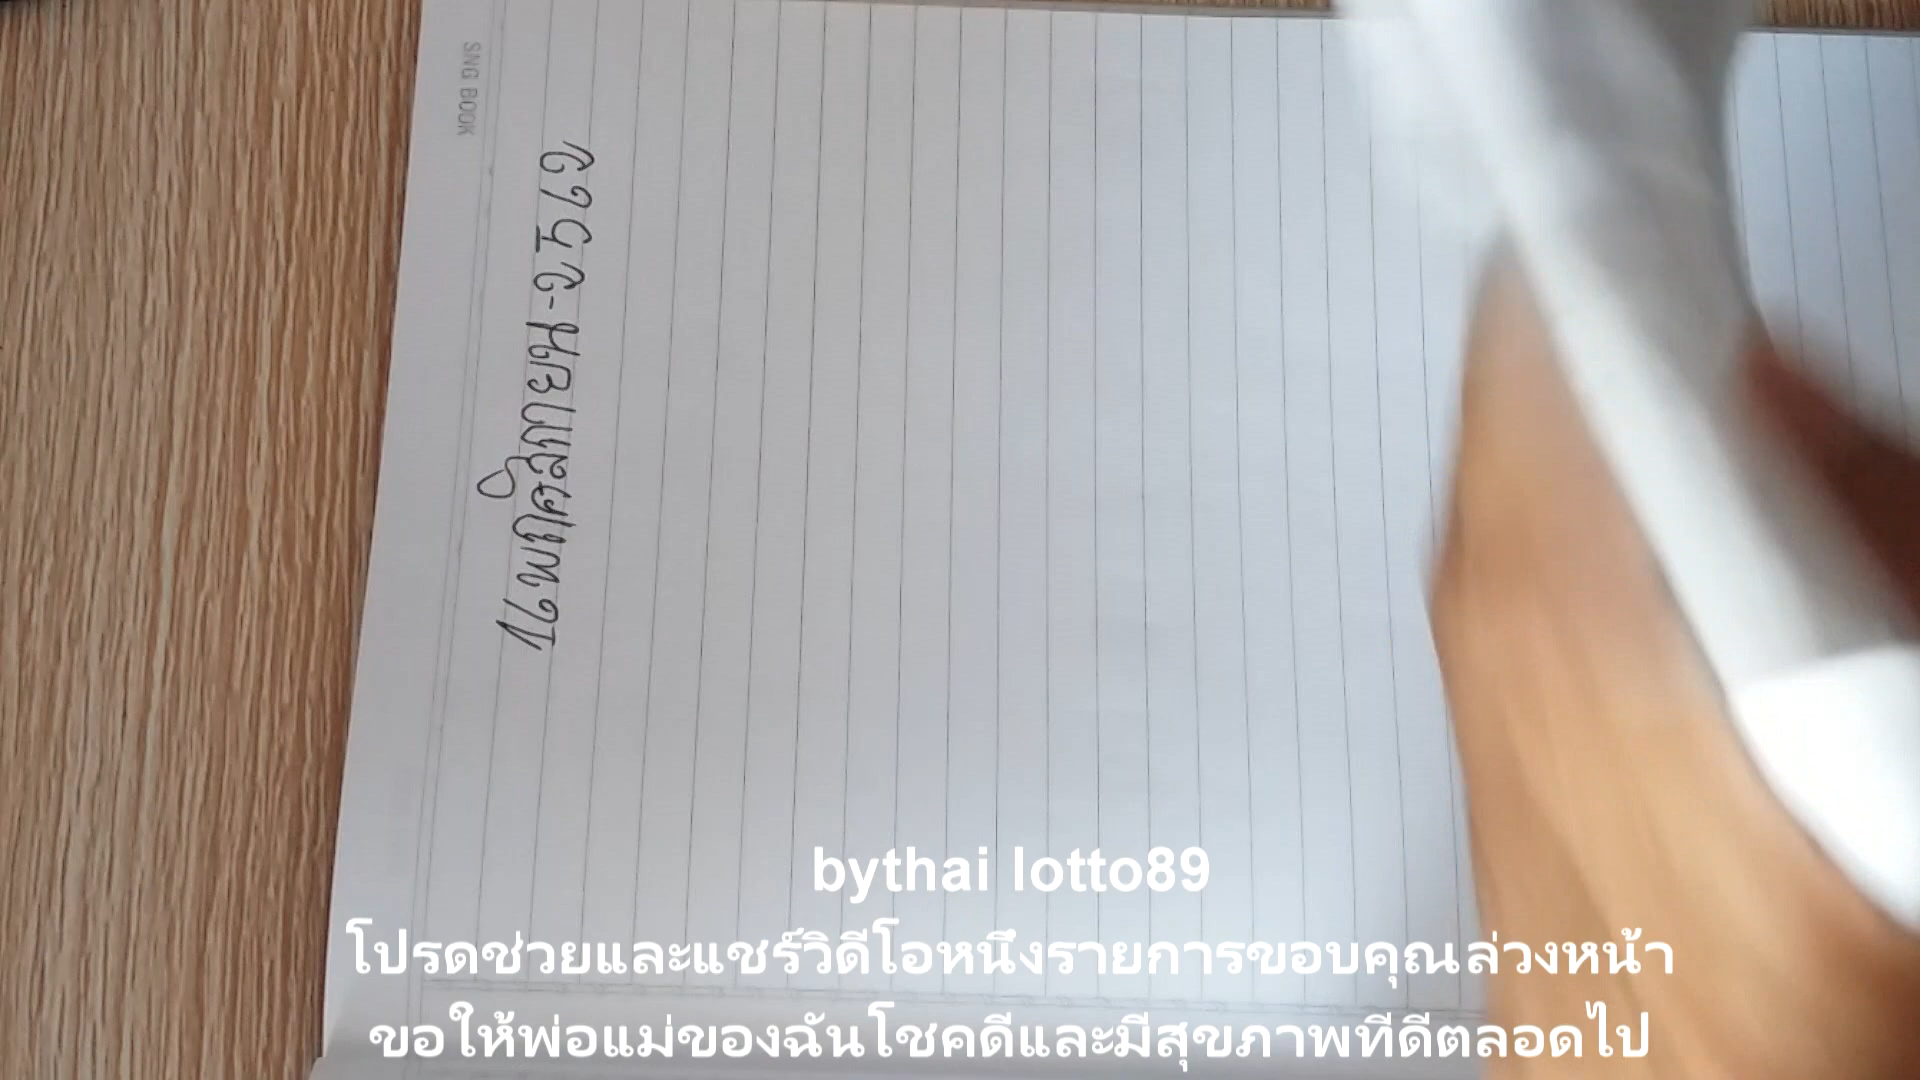 SNG BOOK
bythai lotto89
โปรดช่วยและแชร์วิดีโอหนึ่งรายการขอบคุณล่วงหน้า
ขอให้พ่อแม่ของฉันโชคดีและมีสุขภาพที่ดีตลอดไป